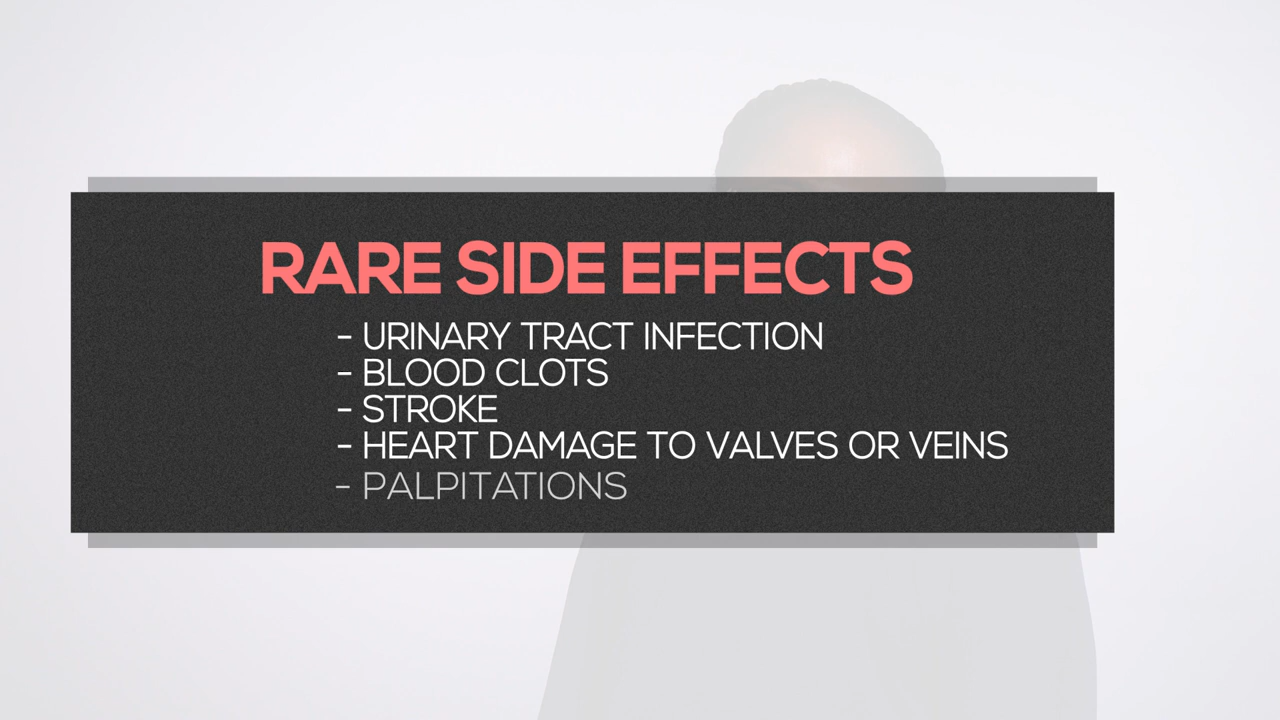 RARE SIDE EFFECTS
- URINARY TRACT INFECTION
- BLOOD CLOTS
- STROKE
- HEART DAMAGE TO VALVES OR VEINS
- PALPITATIONS